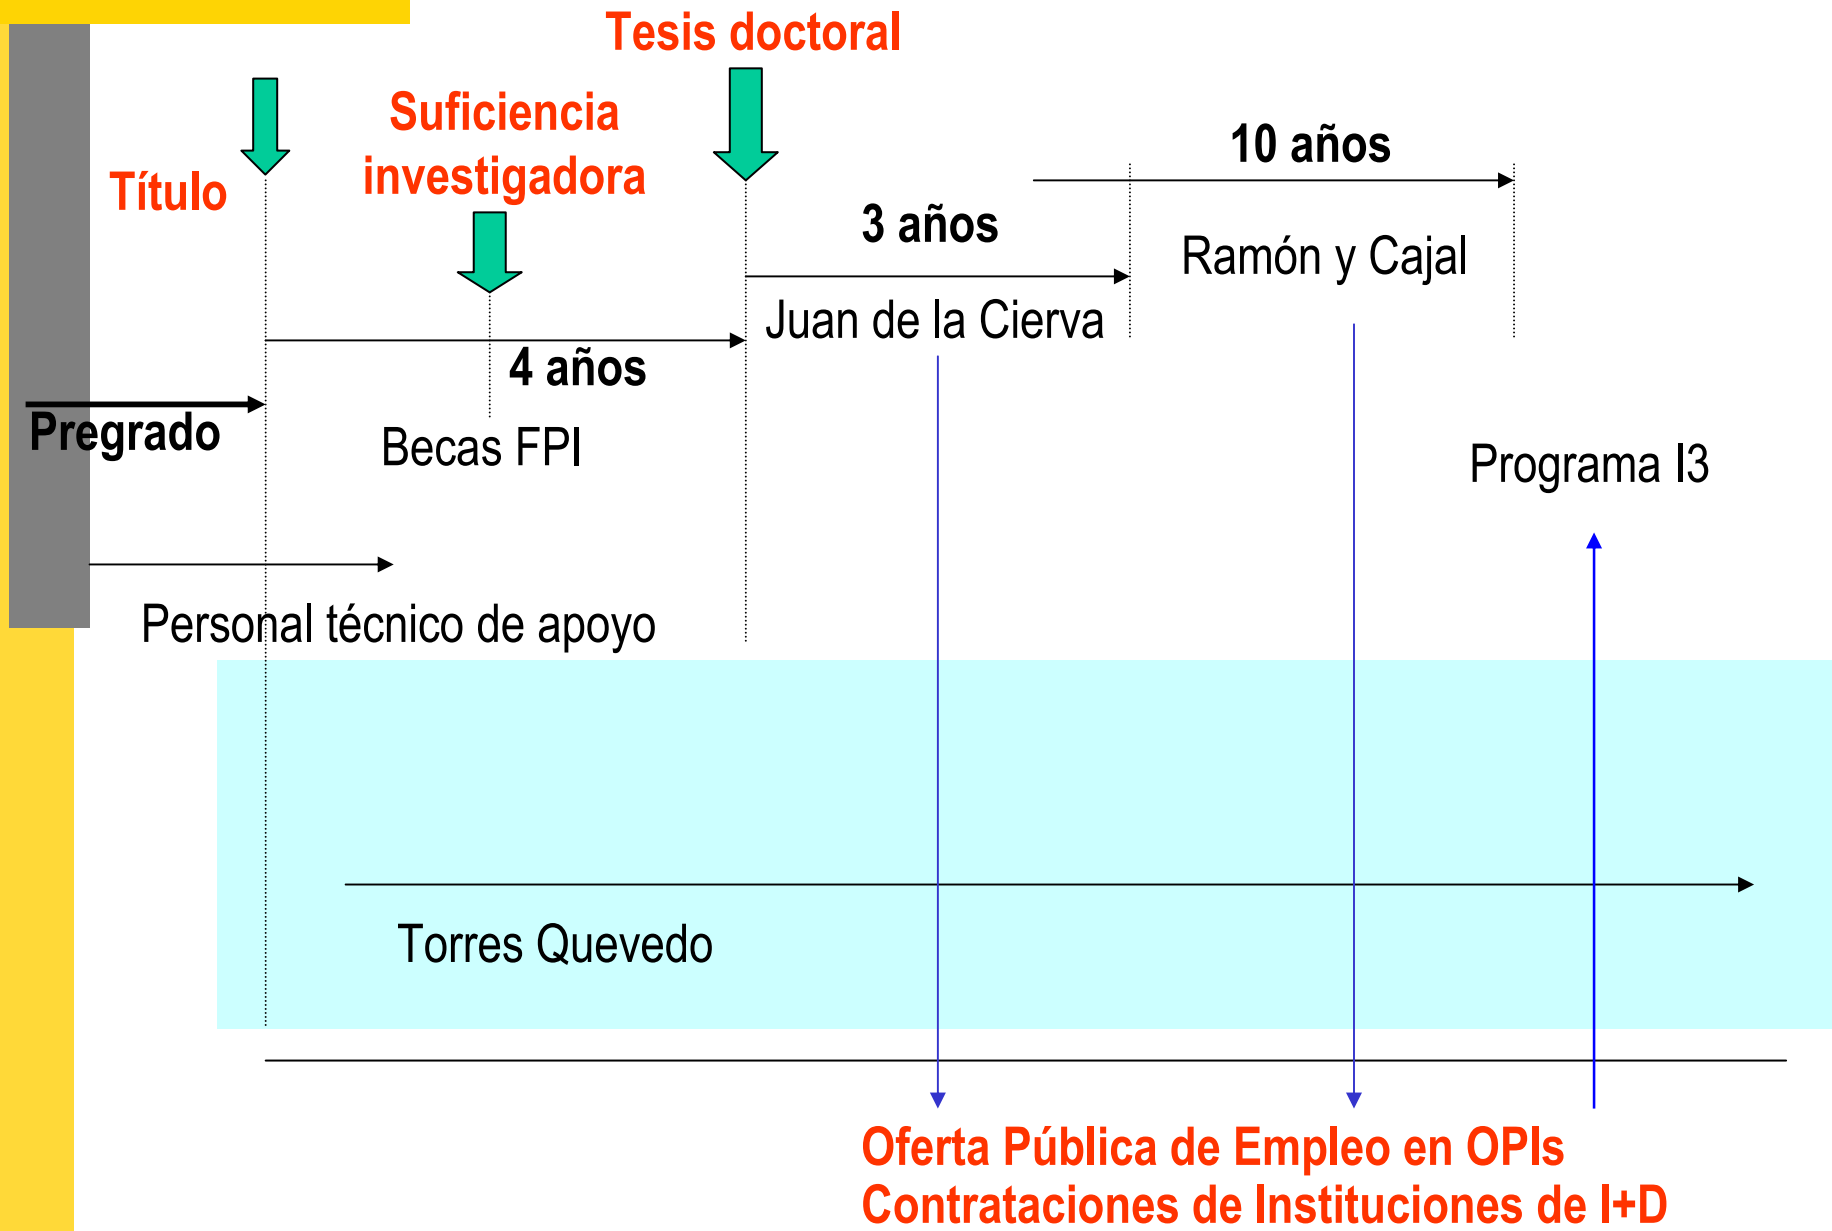 Tesis doctoral
Suficiencia
investigadora
Título
10 años
3 años
Ramón y Cajal
Juan de la Cierva
4 años
Pregrado
Becas FPI
Programa I3
Personal técnico de apoyo
Torres Quevedo
Oferta Pública de Empleo en OPIs
Contrataciones de Instituciones de I+D